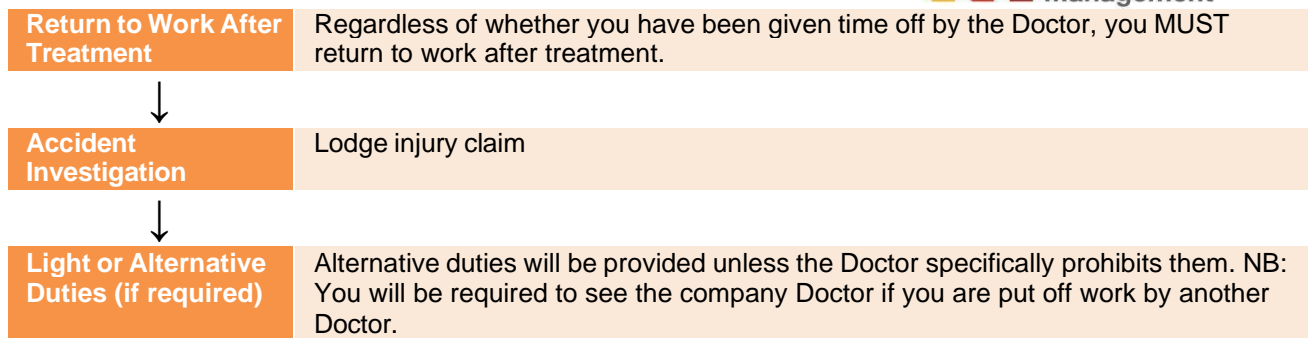 management
Return to Work After
Treatment
Regardless of whether you have been given time off by the Doctor, you MUST
return to work after treatment.
↓
Accident
Investigation
Lodge injury claim
↓
Light or Alternative
Duties (if required)
Alternative duties will be provided unless the Doctor specifically prohibits them. NB:
You will be required to see the company Doctor if you are put off work by another
Doctor.